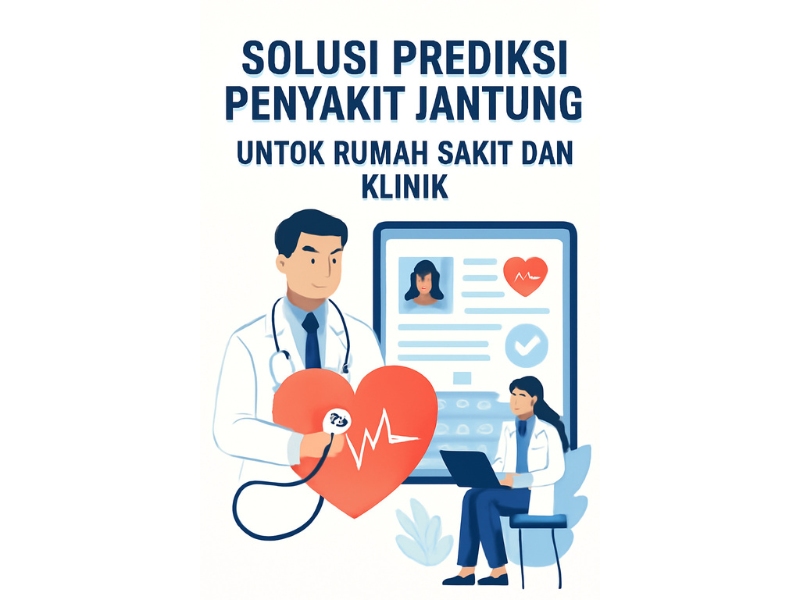 SOLUSI PREDIKSI
PENYAKIT JANTUNG
UNTOK RUMAH SAKIT DAN
KLINIK